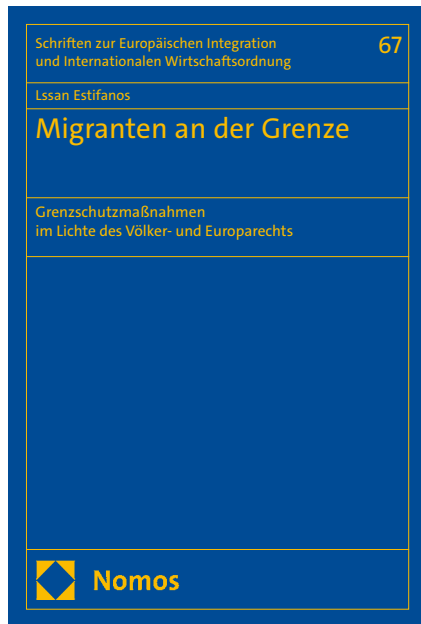 Schriften zur Europäischen Integration
und Internationalen Wirtschaftsordnung
67
Lssan Estifanos
Migranten an der Grenze
Grenzschutzmaßnahmen
im Lichte des Völker- und Europarechts
Nomos